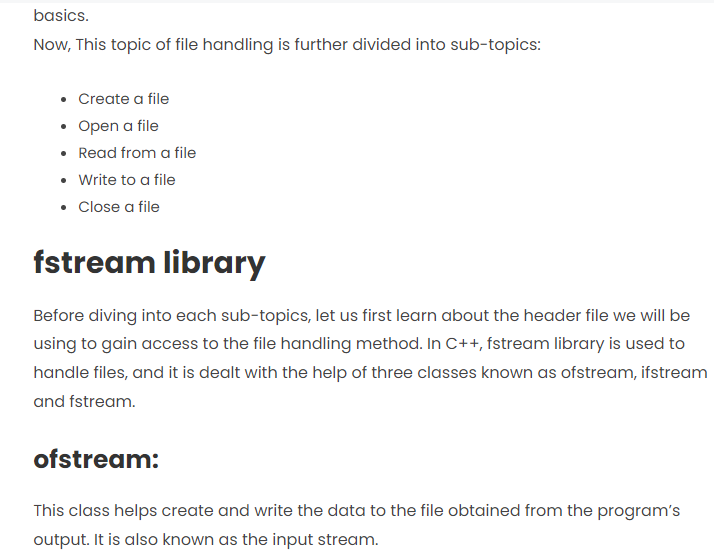 basics.
Now, This topic of file handling is further divided into sub-topics:
• Create a file
• Open a file
• Read from a file
• Write to a file
• Close a file
fstream library
Before diving into each sub-topics, let us first learn about the header file we will be
using to gain access to the file handling method. In C++, fstream library is used to
handle files, and it is dealt with the help of three classes known as ofstream, ifstream
and fstream.
ofstream:
This class helps create and write the data to the file obtained from the program’s
output. It is also known as the input stream.